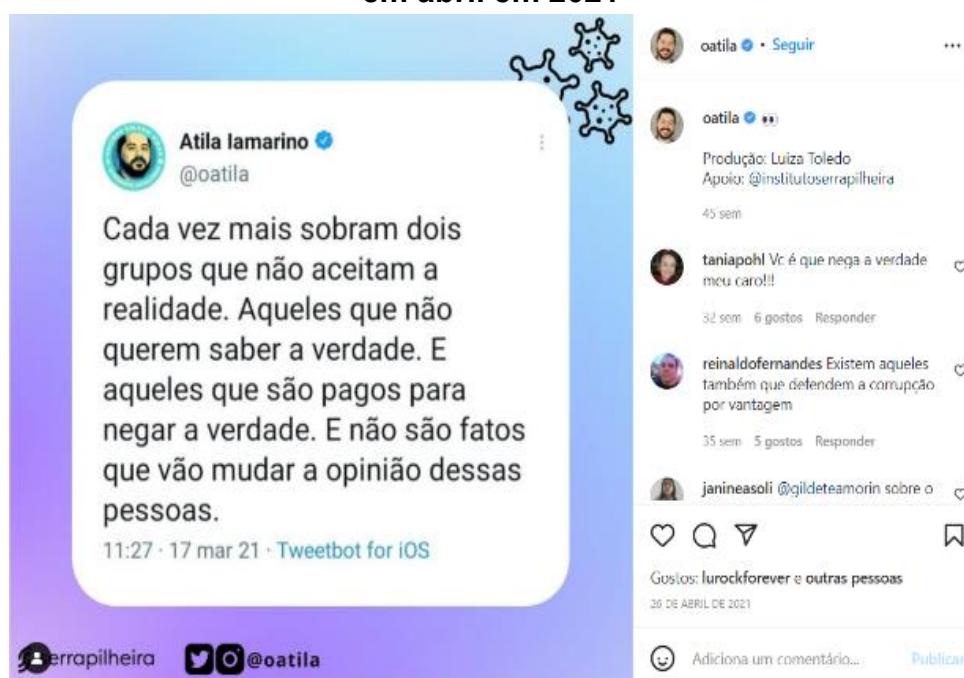 em abril em 2021
Atila Iamarino
@oatila
Cada vez mais sobram dois
grupos que não aceitam a
realidade. Aqueles que não
querem saber a verdade. E
aqueles que são pagos para
negar a verdade. E não são fatos
que vão mudar a opinião dessas
pessoas.
11:27 · 17 mar 21 · Tweetbot for iOS
errapilheira
@oatila
oatila • Seguir
oatila 👀
Produção: Luiza Toledo
Apoio: @institutoserrapilheira
45 sem
taniapohl Vc é que nega a verdade
meu caro!!!
32 sem 6 gostos Responder
reinaldofernandes Existem aqueles
também que defendem a corrupção
por vantagem
35 sem 5 gostos Responder
janineasoli @gildeteamorin sobre o
Gostos: lurockforever e outras pessoas
26 DE ABRIL DE 2021
Adiciona um comentário...
Publicar